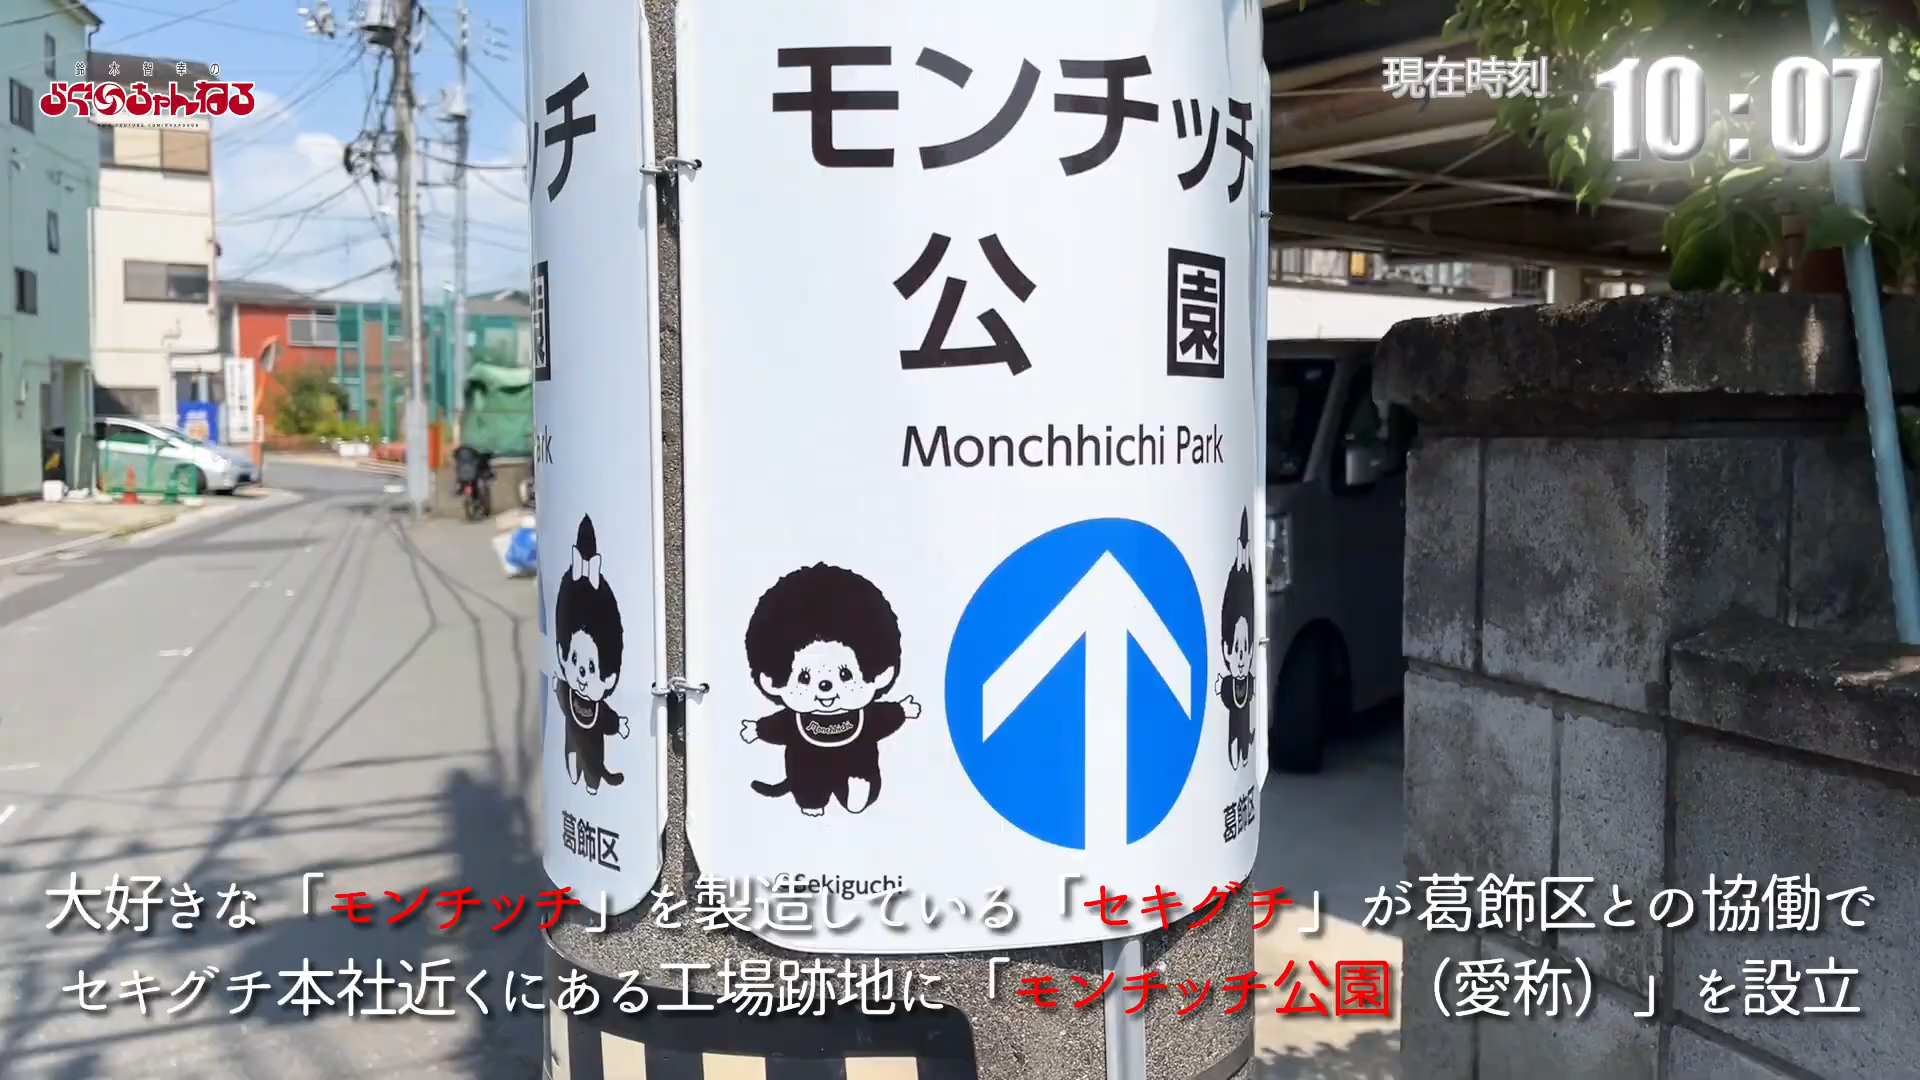 鈴木智幸の
らぐちゃんねる
現在時刻 10:07
モンチッチ
公園
Monchhichi Park
Monchhichi
葛飾区
葛飾区
©Sekiguchi
大好きな「モンチッチ」を製造している「セキグチ」が葛飾区との協働で
セキグチ本社近くにある工場跡地に「モンチッチ公園（愛称）」を設立